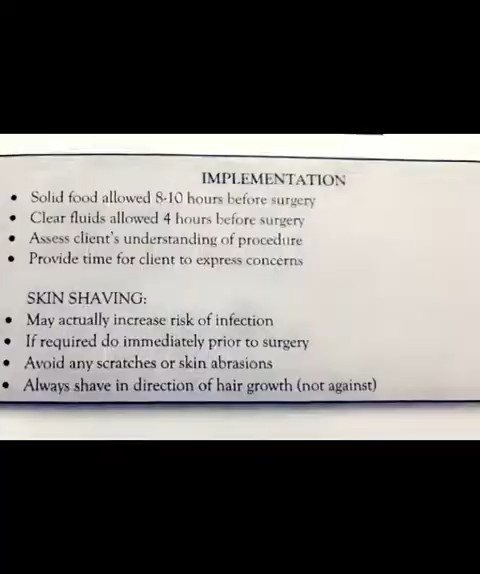 IMPLEMENTATION
• Solid food allowed 8-10 hours before surgery
• Clear fluids allowed 4 hours before surgery
• Assess client's understanding of procedure
• Provide time for client to express concerns
SKIN SHAVING:
• May actually increase risk of infection
• If required do immediately prior to surgery
• Avoid any scratches or skin abrasions
• Always shave in direction of hair growth (not against)